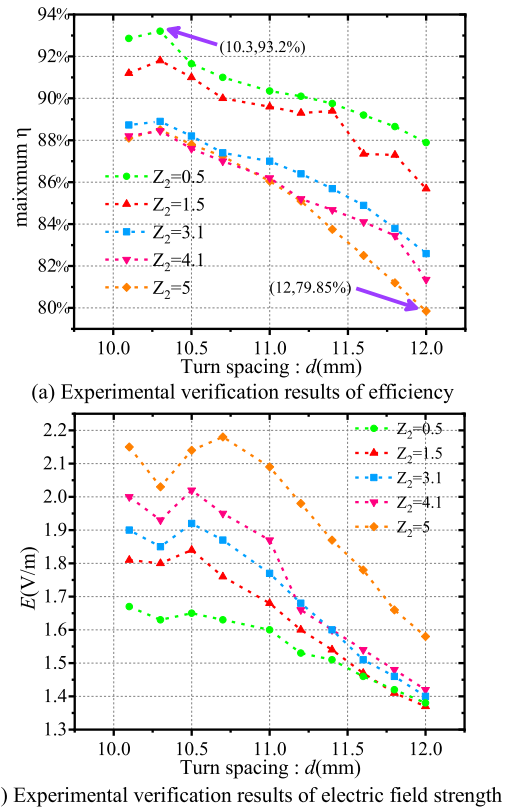 94%
92%
90%
88%
86%
84%
82%
80%
maixmum η
(10.3,93.2%)
Z2=0.5
Z2=1.5
Z2=3.1
Z2=4.1
Z2=5
(12,79.85%)
10.0 10.5 11.0 11.5 12.0
Turn spacing : d(mm)
(a) Experimental verification results of efficiency
2.2
2.1
2.0
1.9
1.8
1.7
1.6
1.5
1.4
1.3
E(V/m)
Z2=0.5
Z2=1.5
Z2=3.1
Z2=4.1
Z2=5
10.0 10.5 11.0 11.5 12.0
Turn spacing : d(mm)
) Experimental verification results of electric field strength